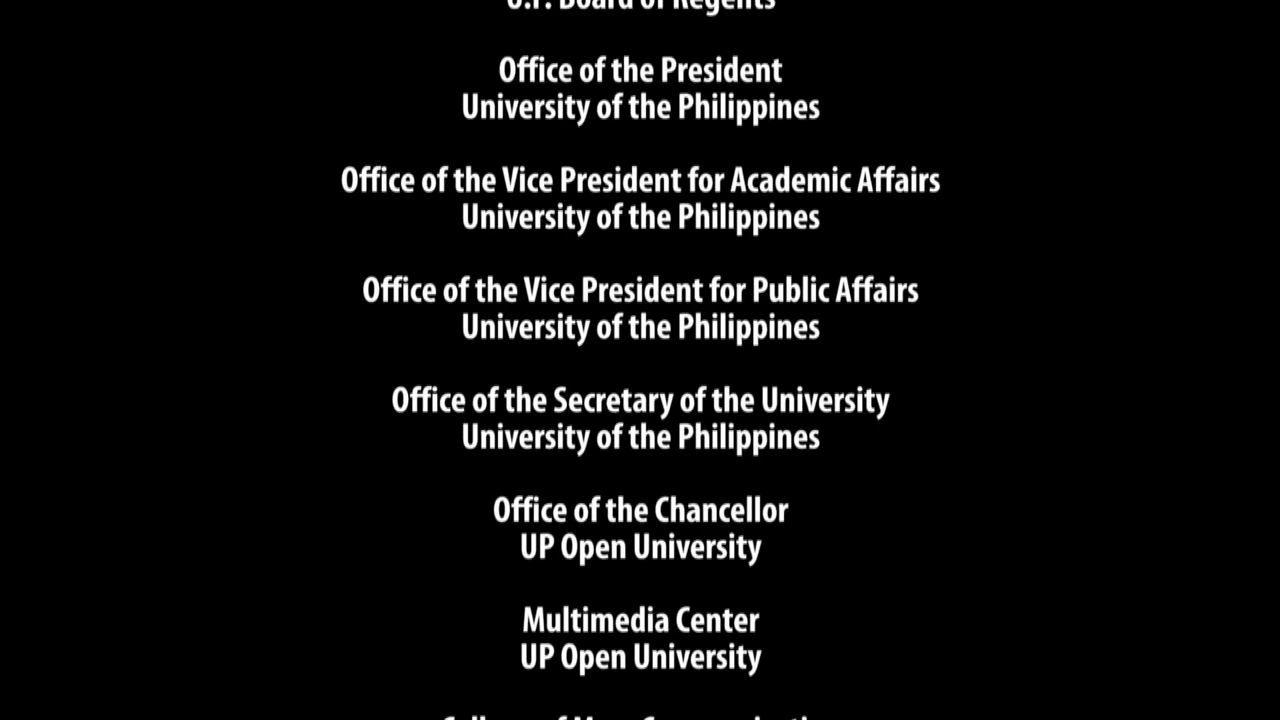 U.P. Board of Regents
Office of the President
University of the Philippines
Office of the Vice President for Academic Affairs
University of the Philippines
Office of the Vice President for Public Affairs
University of the Philippines
Office of the Secretary of the University
University of the Philippines
Office of the Chancellor
UP Open University
Multimedia Center
UP Open University